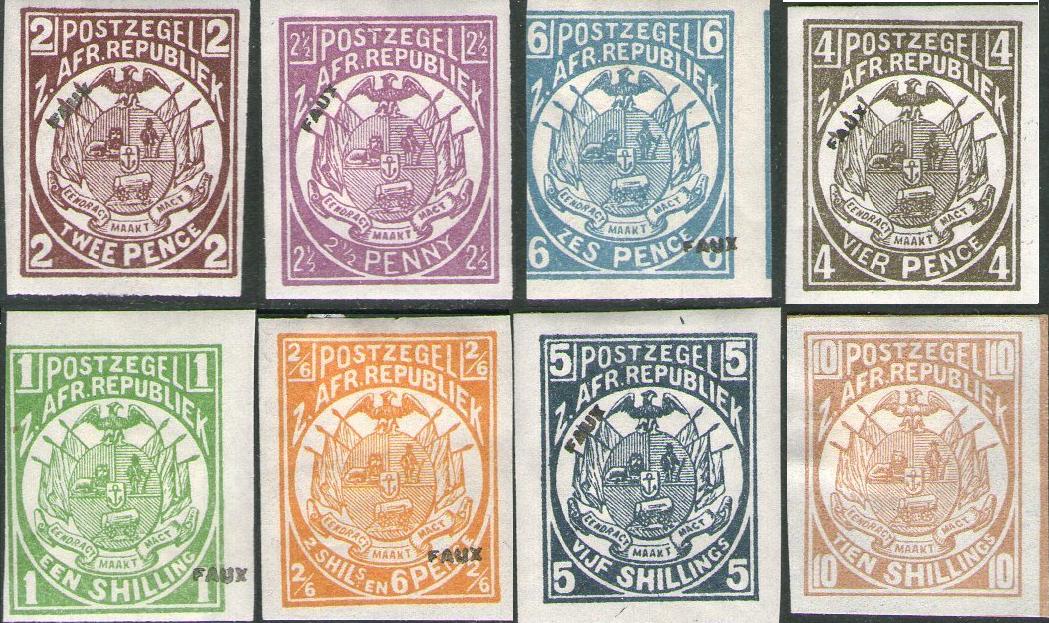 2 POSTZEGEL 2
Z. AFR. REPUBLIEK
FAUX
EENDRACT MAAKT MACT
TWEE PENCE
2 2
2½ POSTZEGEL 2½
Z. AFR. REPUBLIEK
FAUX
EENDRACT MAAKT MACT
2½ PENNY
2½ 2½
6 POSTZEGEL 6
Z. AFR. REPUBLIEK
EENDRACT MAAKT MACT
ZES PENCE
FAUX
6 6
4 POSTZEGEL 4
Z. AFR. REPUBLIEK
FAUX
EENDRACT MAAKT MACT
VIER PENCE
4 4
1 POSTZEGEL 1
Z. AFR. REPUBLIEK
EENDRACT MAAKT MACT
EEN SHILLING
FAUX
1 1
2/6 POSTZEGEL 2/6
Z. AFR. REPUBLIEK
EENDRACT MAAKT MACT
FAUX
2 SHILS EN 6 PENCE
2/6 2/6
5 POSTZEGEL 5
Z. AFR. REPUBLIEK
FAUX
EENDRACT MAAKT MACT
VIJF SHILLINGS
5 5
10 POSTZEGEL 10
Z. AFR. REPUBLIEK
EENDRACT MAAKT MACT
TIEN SHILLINGS
10 10